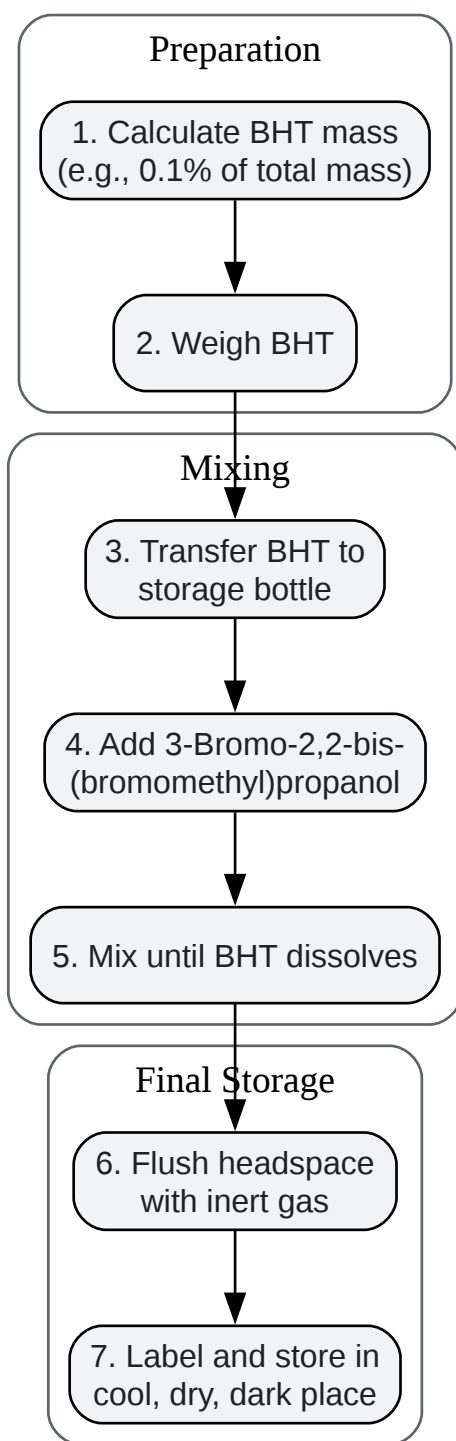 Preparation
1. Calculate BHT mass
(e.g., 0.1% of total mass)
2. Weigh BHT
Mixing
3. Transfer BHT to
storage bottle
4. Add 3-Bromo-2,2-bis-
(bromomethyl)propanol
5. Mix until BHT dissolves
Final Storage
6. Flush headspace
with inert gas
7. Label and store in
cool, dry, dark place